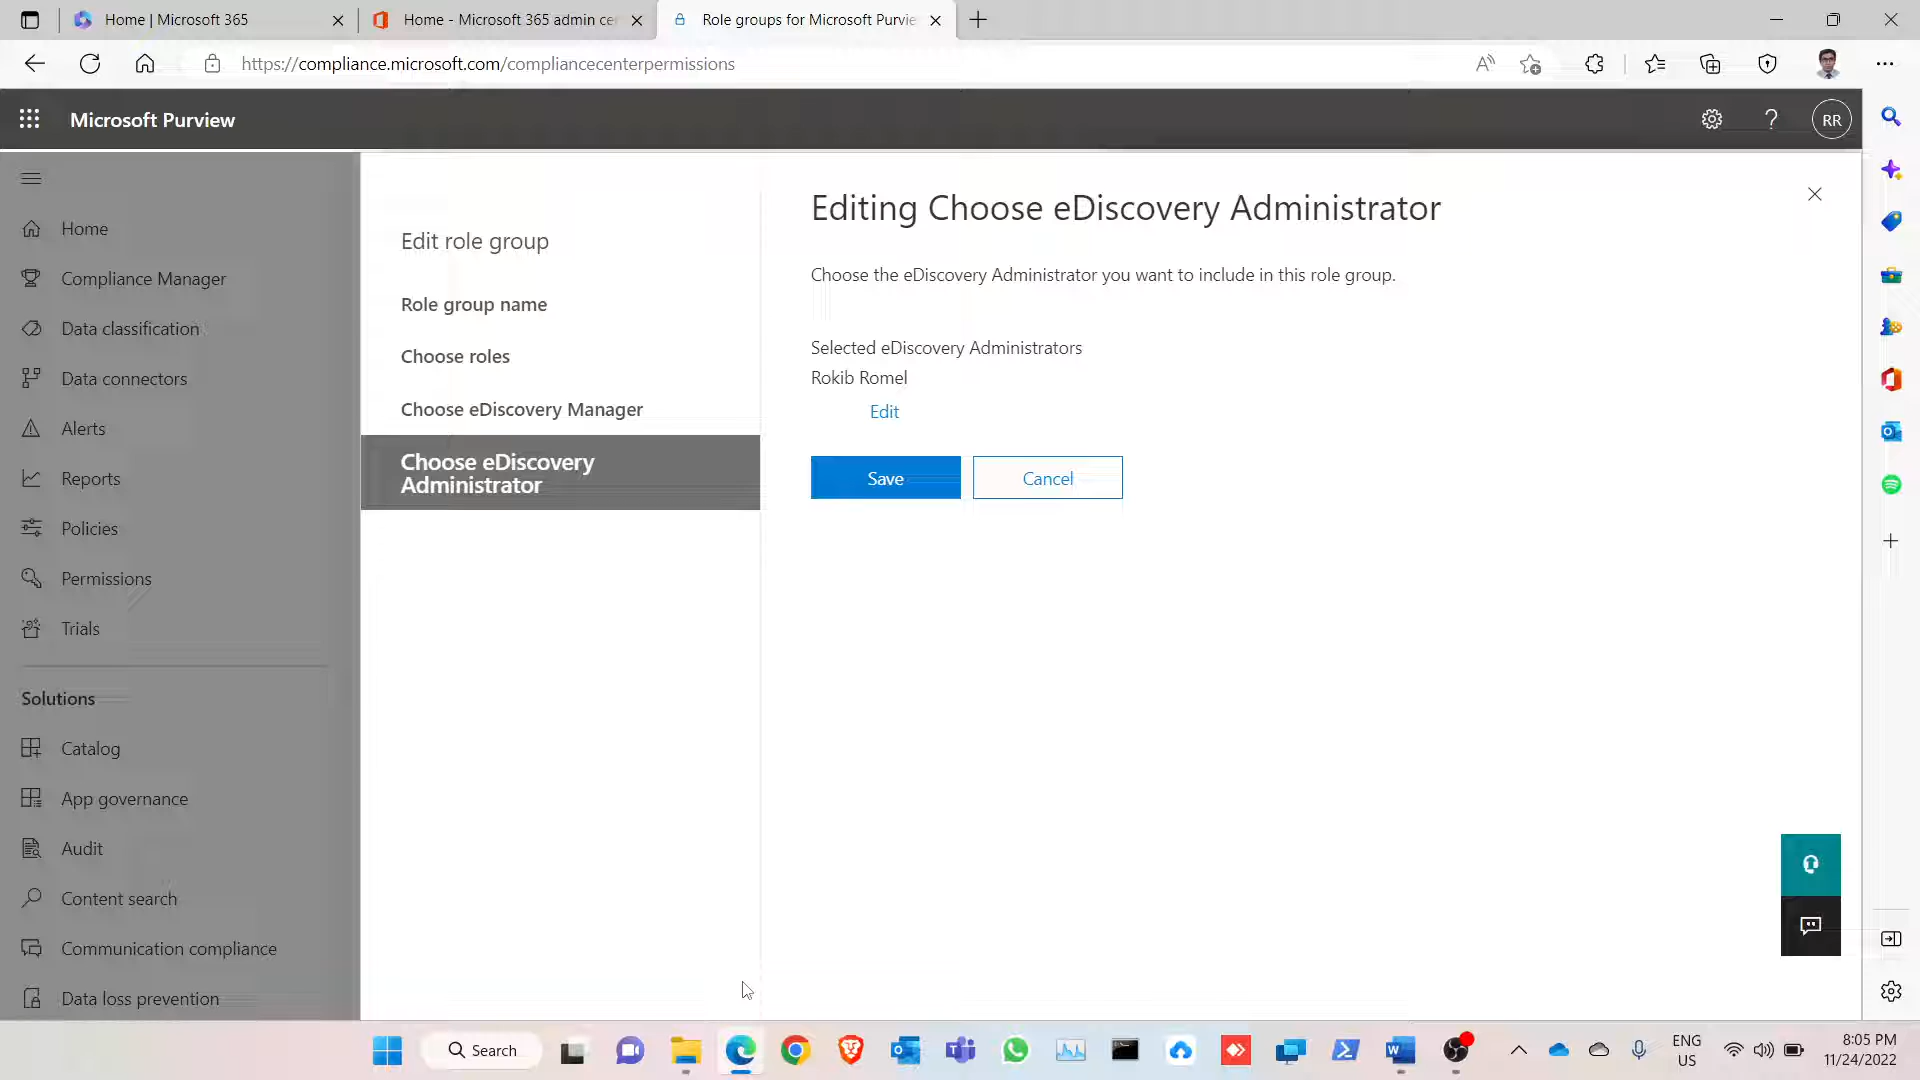 Home | Microsoft 365
Home - Microsoft 365 admin ce
Role groups for Microsoft Purvie
https://compliance.microsoft.com/compliancecenterpermissions
Microsoft Purview
RR
Home
Compliance Manager
Data classification
Data connectors
Alerts
Reports
Policies
Permissions
Trials
Solutions
Catalog
App governance
Audit
Content search
Communication compliance
Data loss prevention
Edit role group
Role group name
Choose roles
Choose eDiscovery Manager
Choose eDiscovery
Administrator
Editing Choose eDiscovery Administrator
Choose the eDiscovery Administrator you want to include in this role group.
Selected eDiscovery Administrators
Rokib Romel
Edit
Save
Cancel
Search
ENG
US
8:05 PM
11/24/2022